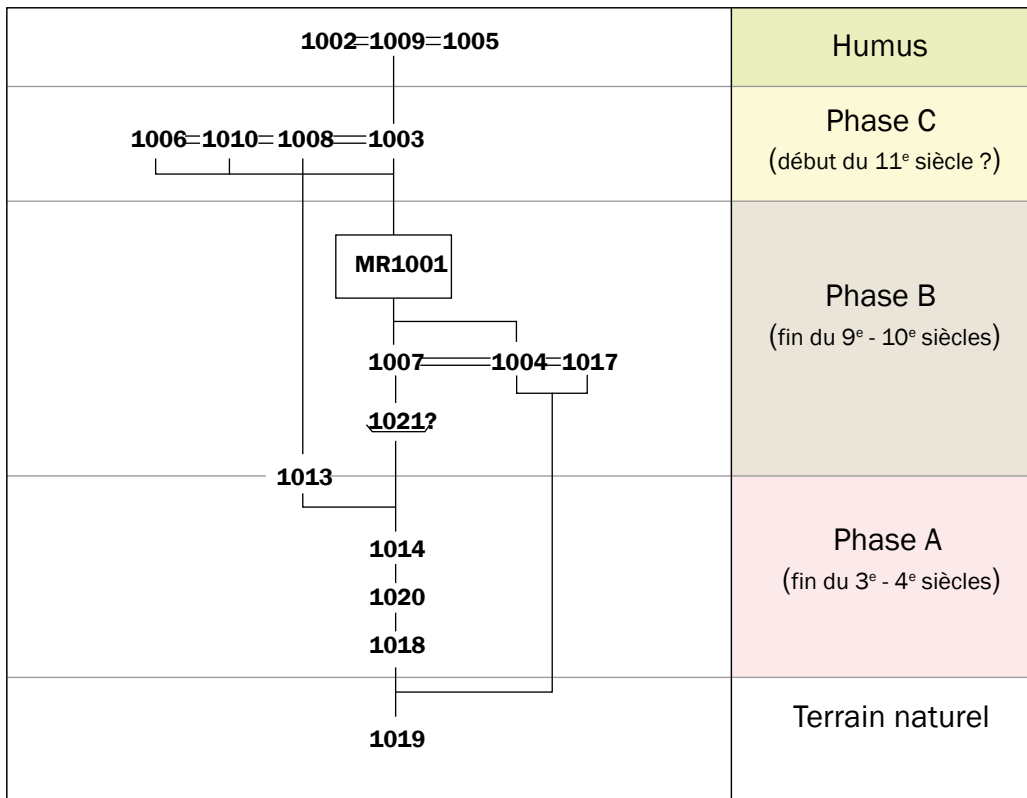 1002=1009=1005
Humus
1006=1010=1008=1003
Phase C
(début du 11e siècle ?)
MR1001
Phase B
(fin du 9e - 10e siècles)
1007=1004=1017
1021?
1013
1014
Phase A
(fin du 3e - 4e siècles)
1020
1018
Terrain naturel
1019